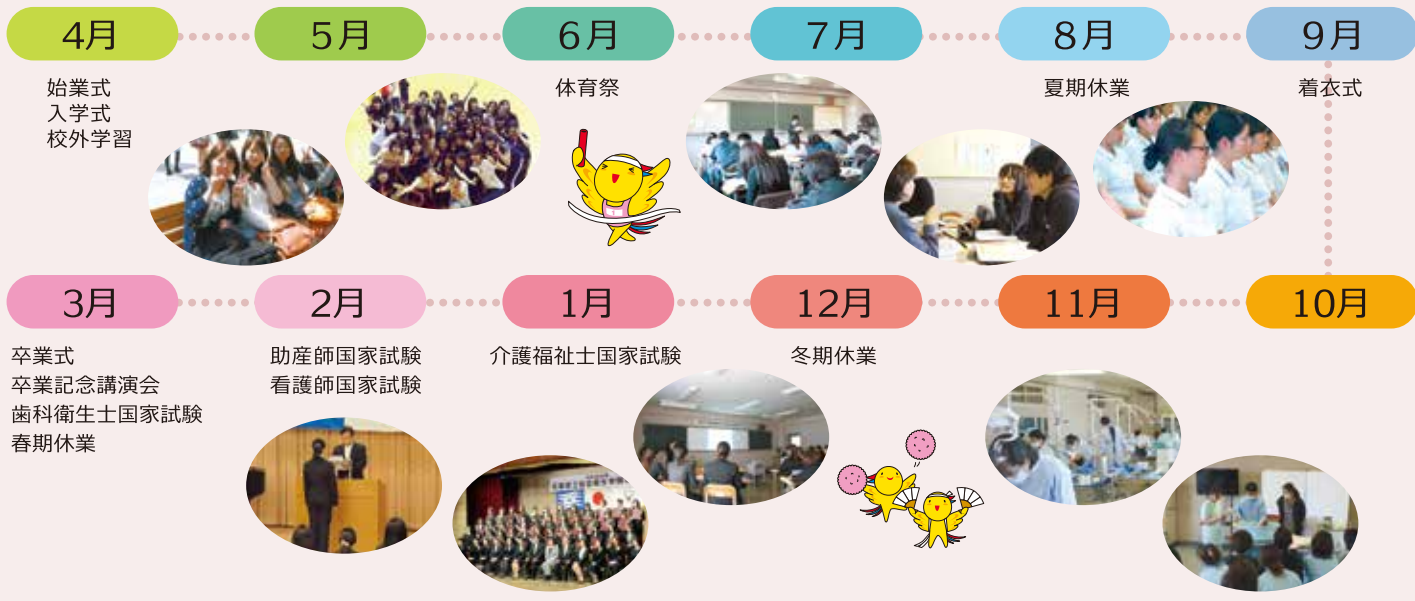 4月
始業式
入学式
校外学習
5月
6月
体育祭
7月
8月
夏期休業
9月
着衣式
10月
11月
12月
冬期休業
1月
介護福祉士国家試験
2月
助産師国家試験
看護師国家試験
3月
卒業式
卒業記念講演会
歯科衛生士国家試験
春期休業